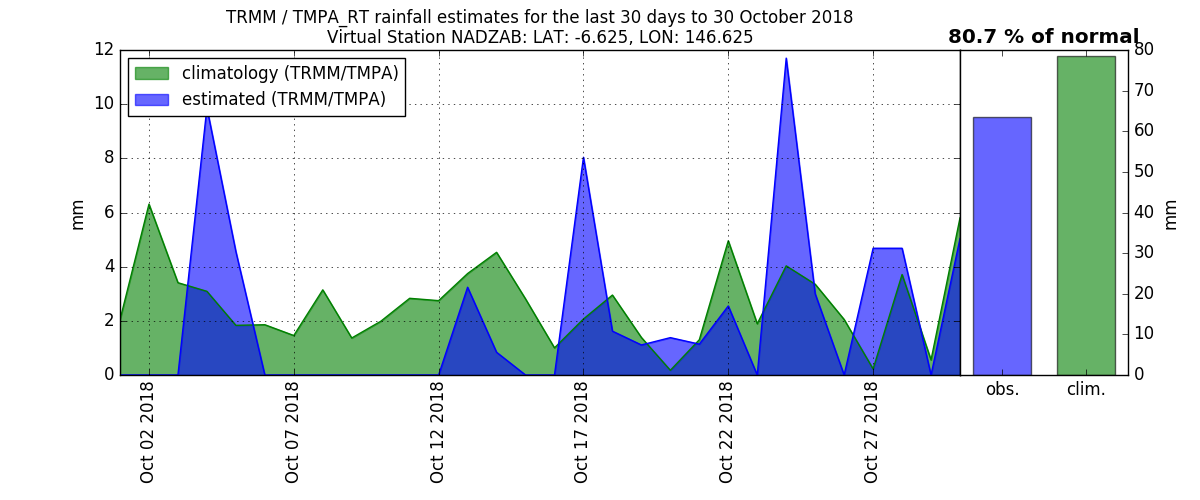 TRMM / TMPA_RT rainfall estimates for the last 30 days to 30 October 2018
Virtual Station NADZAB: LAT: -6.625, LON: 146.625
80.7 % of normal
climatology (TRMM/TMPA)
estimated (TRMM/TMPA)
12
10
8
6
4
2
0
mm
Oct 02 2018
Oct 07 2018
Oct 12 2018
Oct 17 2018
Oct 22 2018
Oct 27 2018
obs.
clim.
80
70
60
50
40
30
20
10
0
mm